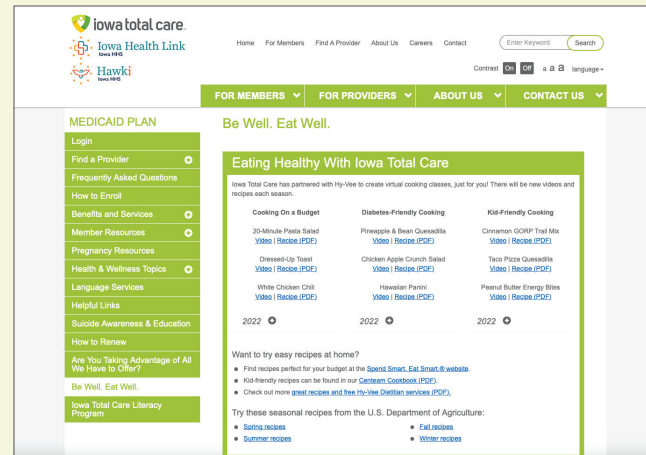 iowa total care.
Iowa Health Link
Iowa HHS
Hawki
Iowa HHS
Home For Members Find A Provider About Us Careers Contact
Enter Keyword Search
Contrast On Off a a a language
FOR MEMBERS FOR PROVIDERS ABOUT US CONTACT US
MEDICAID PLAN
Login
Find a Provider
Frequently Asked Questions
How to Enroll
Benefits and Services
Member Resources
Pregnancy Resources
Health & Wellness Topics
Language Services
Helpful Links
Suicide Awareness & Education
How to Renew
Are You Taking Advantage of All
We Have to Offer?
Be Well. Eat Well.
Iowa Total Care Literacy
Program
Be Well. Eat Well.
Eating Healthy With Iowa Total Care
Iowa Total Care has partnered with Hy-Vee to create virtual cooking classes, just for you! There will be new videos and
recipes each season.
Cooking On a Budget
20-Minute Pasta Salad
Video | Recipe (PDF)
Dressed-Up Toast
Video | Recipe (PDF)
White Chicken Chili
Video | Recipe (PDF)
2022
Diabetes-Friendly Cooking
Pineapple & Bean Quesadilla
Video | Recipe (PDF)
Chicken Apple Crunch Salad
Video | Recipe (PDF)
Hawaiian Panini
Video | Recipe (PDF)
2022
Kid-Friendly Cooking
Cinnamon GORP Trail Mix
Video | Recipe (PDF)
Taco Pizza Quesadilla
Video | Recipe (PDF)
Peanut Butter Energy Bites
Video | Recipe (PDF)
2022
Want to try easy recipes at home?
Find recipes perfect for your budget at the Spend Smart. Eat Smart.® website.
Kid-friendly recipes can be found in our Centeam Cookbook (PDF).
Check out more great recipes and free Hy-Vee Dietitian services (PDF).
Try these seasonal recipes from the U.S. Department of Agriculture:
Spring recipes
Summer recipes
Fall recipes
Winter recipes